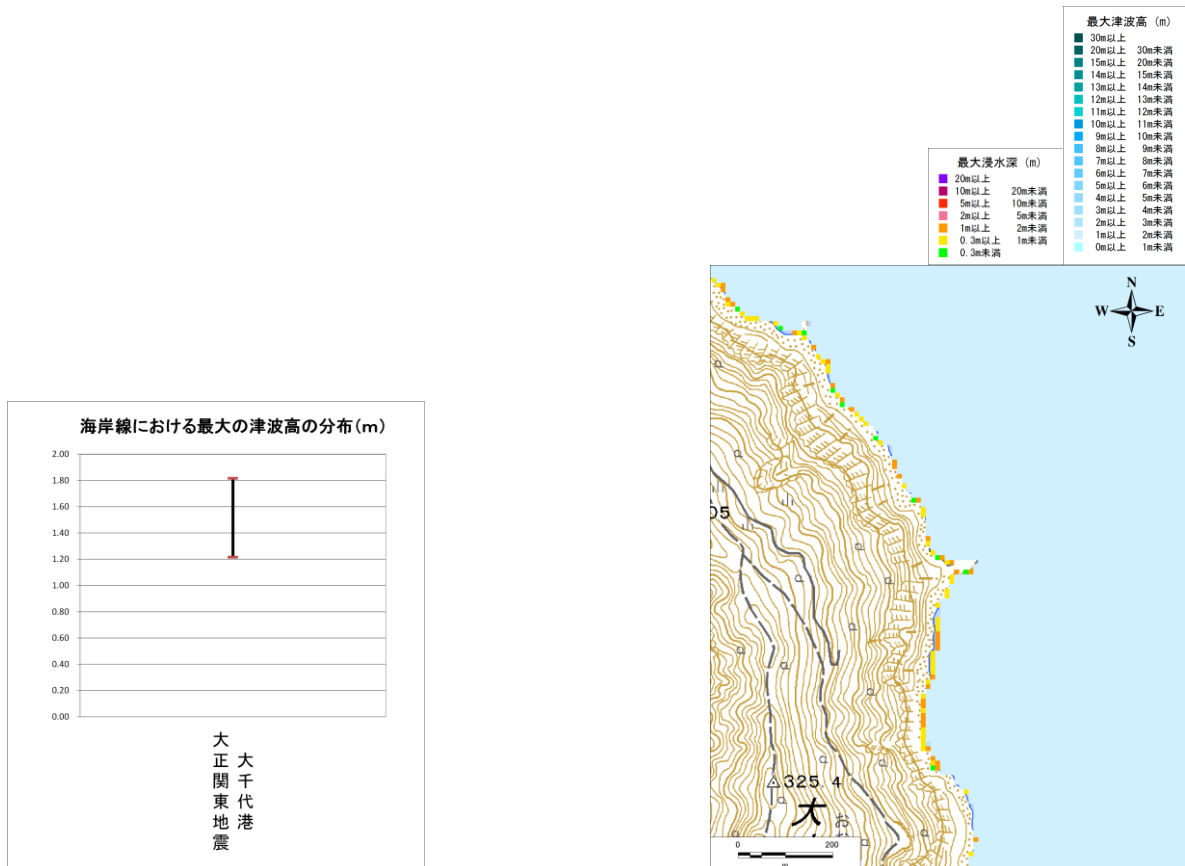 最大津波高 (m)
30m以上
20m以上 30m未満
15m以上 20m未満
14m以上 15m未満
13m以上 14m未満
12m以上 13m未満
11m以上 12m未満
10m以上 11m未満
9m以上 10m未満
8m以上 9m未満
7m以上 8m未満
6m以上 7m未満
5m以上 6m未満
4m以上 5m未満
3m以上 4m未満
2m以上 3m未満
1m以上 2m未満
0m以上 1m未満
最大浸水深 (m)
20m以上
10m以上 20m未満
5m以上 10m未満
2m以上 5m未満
1m以上 2m未満
0.3m以上 1m未満
0.3m未満
N
W E
S
05
325.4
大
お
0 200
m
海岸線における最大の津波高の分布(m)
2.00
1.80
1.60
1.40
1.20
1.00
0.80
0.60
0.40
0.20
0.00
大千代港
大正関東地震